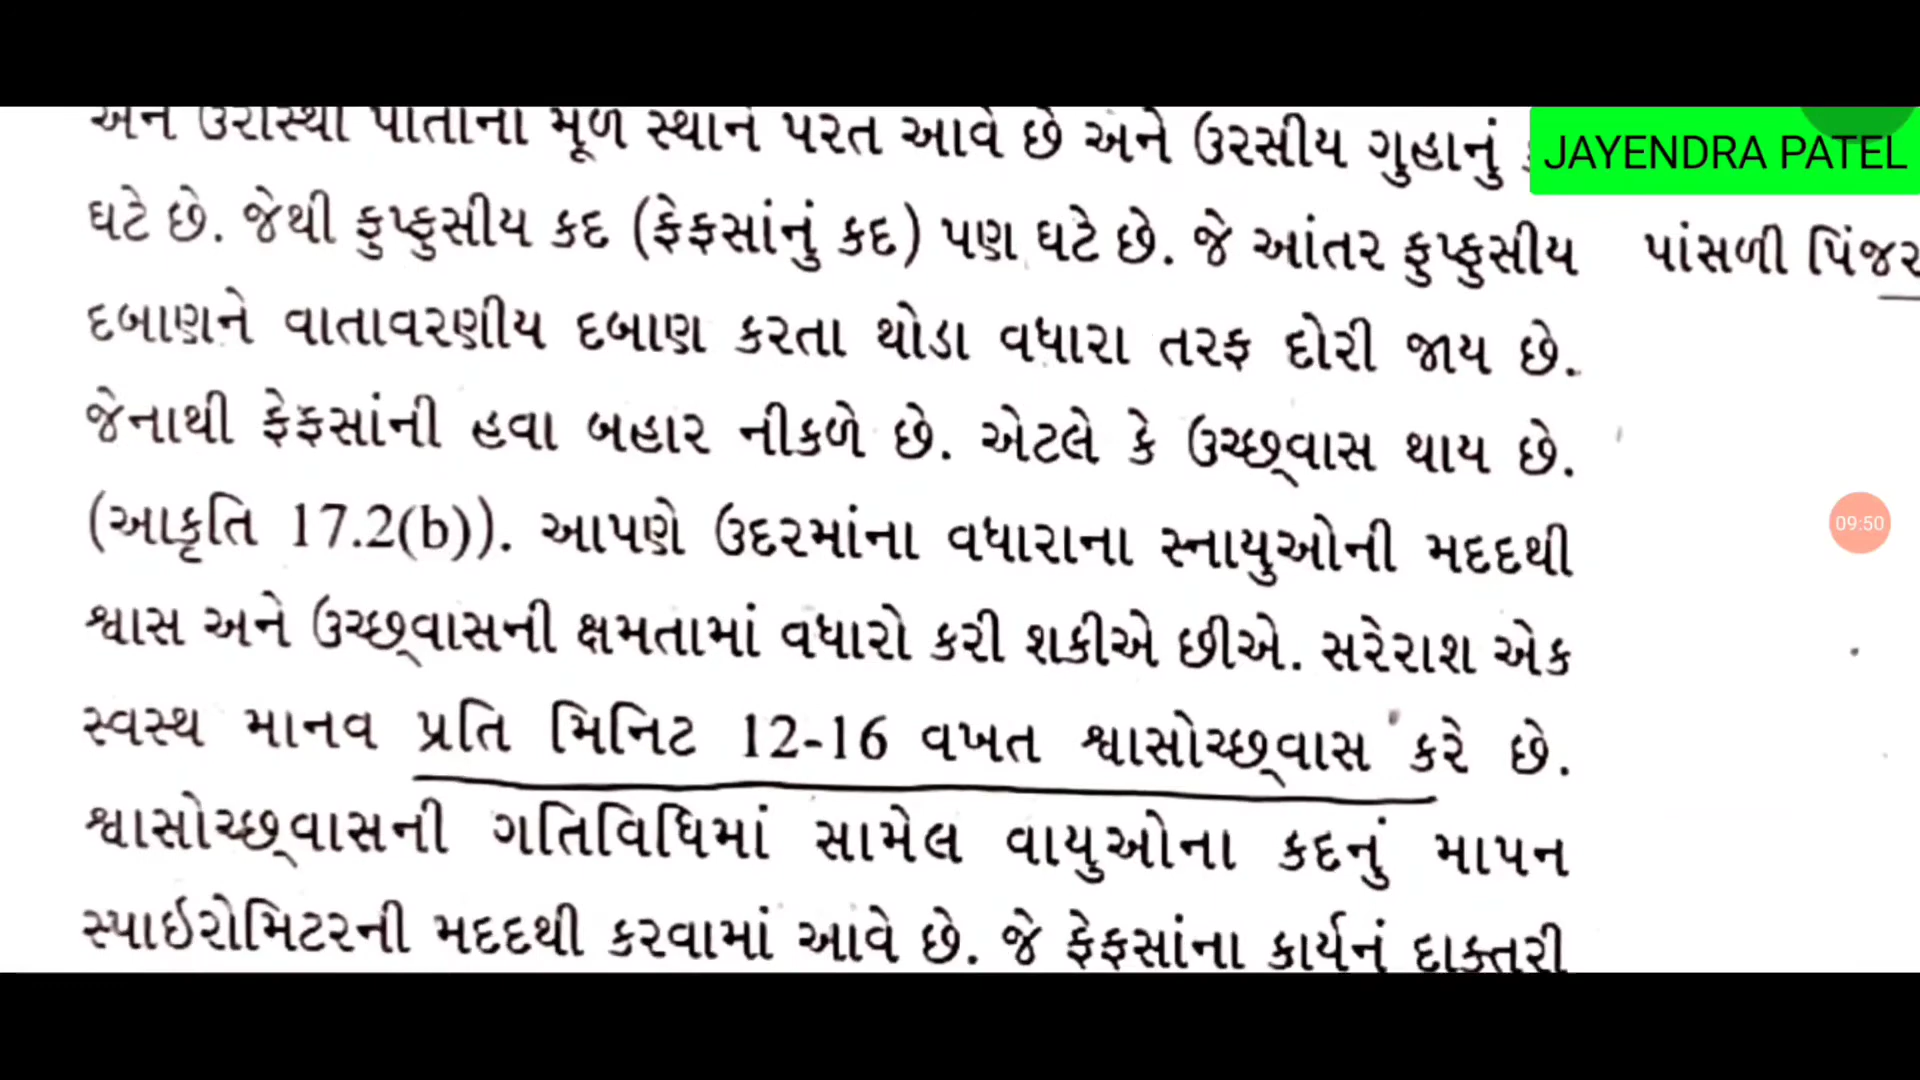 અને ઉરોસ્થી પોતાના મૂળ સ્થાને પરત આવે છે અને ઉરસીય ગુહાનું
JAYENDRA PATEL
ઘટે છે. જેથી ફુપ્ફુસીય કદ (ફેફસાંનું કદ) પણ ઘટે છે. જે આંતર ફુપ્ફુસીય
પાંસળી પિંજર
દબાણને વાતાવરણીય દબાણ કરતા થોડા વધારા તરફ દોરી જાય છે.
જેનાથી ફેફસાંની હવા બહાર નીકળે છે. એટલે કે ઉચ્છ્વાસ થાય છે.
(આકૃતિ 17.2(b)). આપણે ઉદરમાંના વધારાના સ્નાયુઓની મદદથી
09:50
શ્વાસ અને ઉચ્છ્વાસની ક્ષમતામાં વધારો કરી શકીએ છીએ. સરેરાશ એક
સ્વસ્થ માનવ પ્રતિ મિનિટ 12-16 વખત શ્વાસોચ્છ્વાસ કરે છે.
શ્વાસોચ્છ્વાસની ગતિવિધિમાં સામેલ વાયુઓના કદનું માપન
સ્પાઇરોમિટરની મદદથી કરવામાં આવે છે. જે ફેફસાંના કાર્યનું દાક્તરી